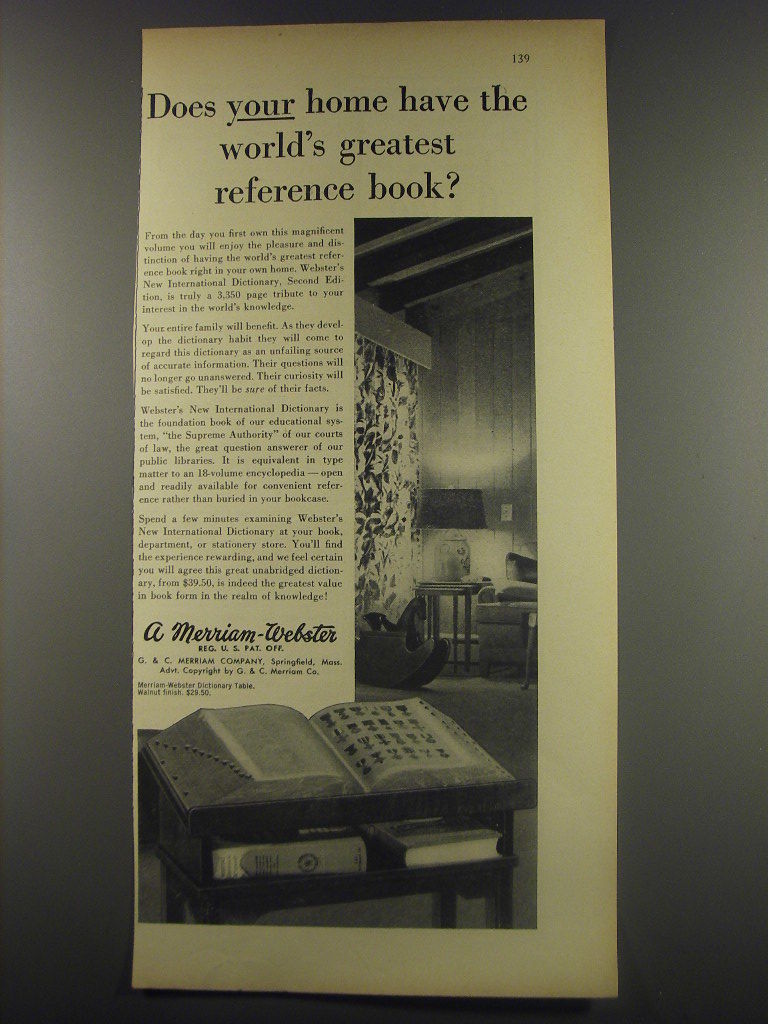 139
Does your home have the
world's greatest
reference book?
From the day you first own this magnificent
volume you will enjoy the pleasure and dis-
tinction of having the world's greatest refer-
ence book right in your own home. Webster's
New International Dictionary, Second Edi-
tion, is truly a 3,350 page tribute to your
interest in the world's knowledge.
Your entire family will benefit. As they devel-
op the dictionary habit they will come to
regard this dictionary as an unfailing source
of accurate information. Their questions will
no longer go unanswered. Their curiosity will
be satisfied. They'll be sure of their facts.
Webster's New International Dictionary is
the foundation book of our educational sys-
tem, "the Supreme Authority" of our courts
of law, the great question answerer of our
public libraries. It is equivalent in type
matter to an 18-volume encyclopedia — open
and readily available for convenient refer-
ence rather than buried in your bookcase.
Spend a few minutes examining Webster's
New International Dictionary at your book,
department, or stationery store. You'll find
the experience rewarding, and we feel certain
you will agree this great unabridged diction-
ary, from $39.50, is indeed the greatest value
in book form in the realm of knowledge!
a Merriam-Webster
REG. U. S. PAT. OFF.
G. & C. MERRIAM COMPANY, Springfield, Mass.
Advt. Copyright by G. & C. Merriam Co.
Merriam-Webster Dictionary Table.
Walnut finish. $29.50.